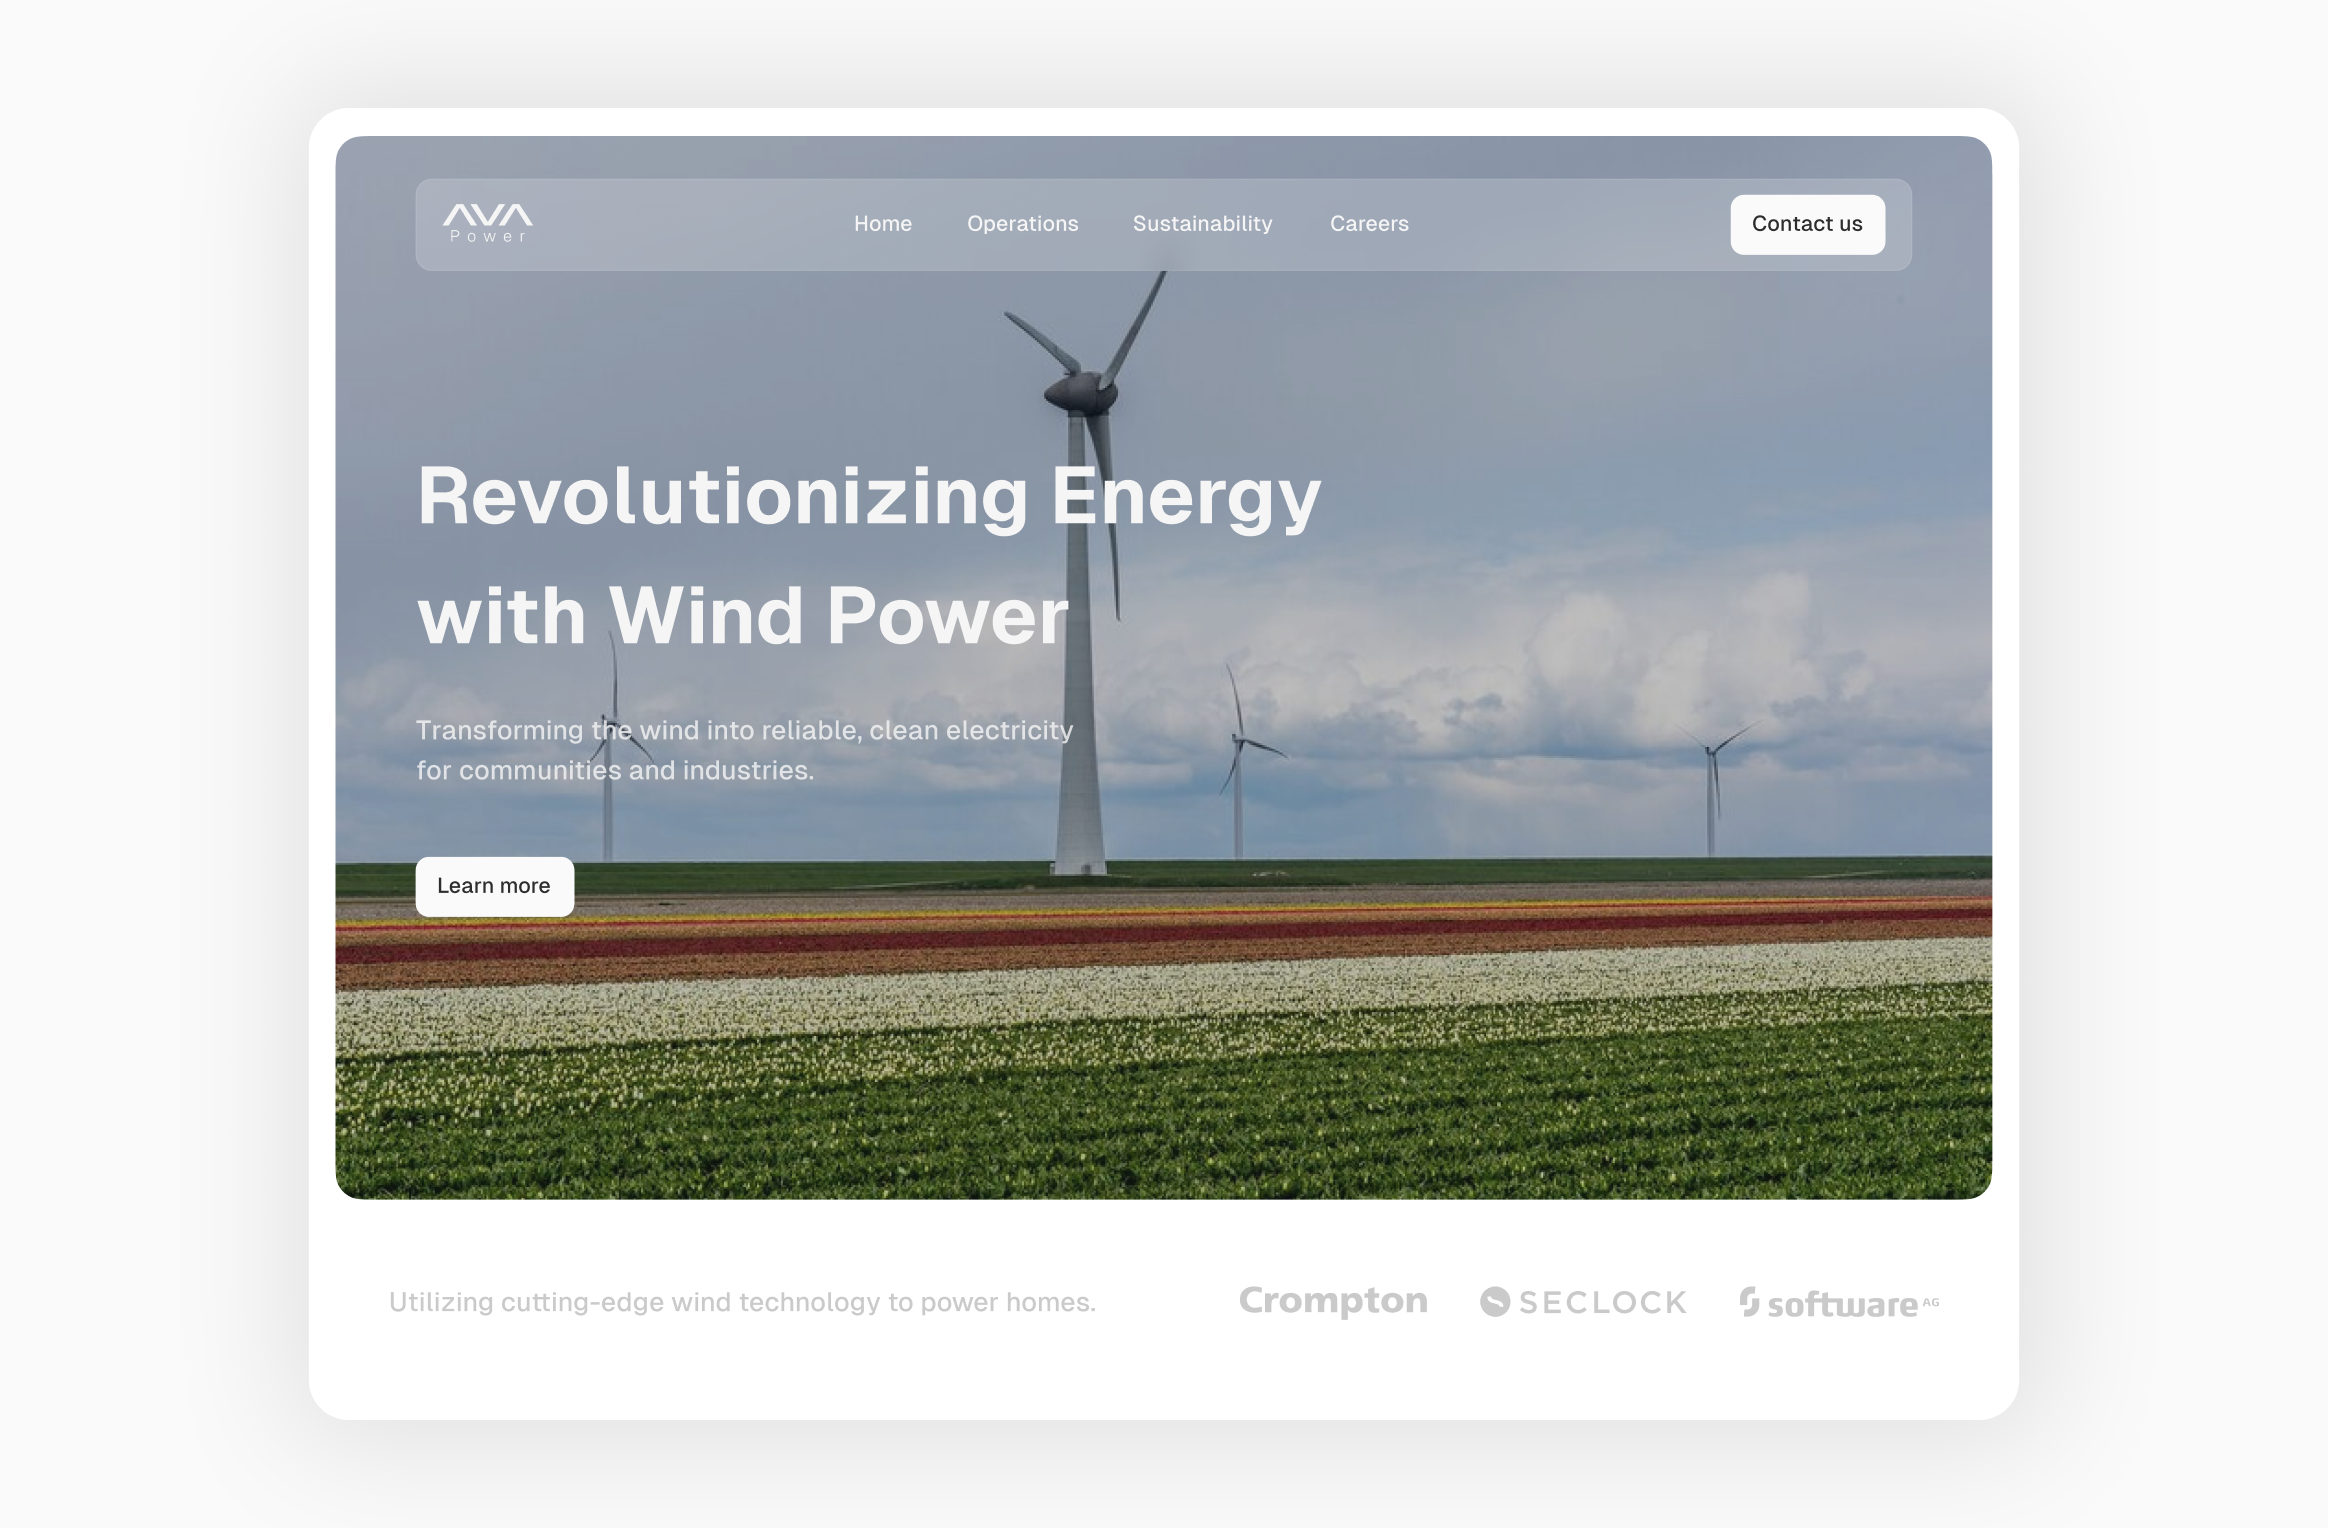 AVA
Power
Home
Operations
Sustainability
Careers
Contact us
Revolutionizing Energy
with Wind Power
Transforming the wind into reliable, clean electricity
for communities and industries.
Learn more
Utilizing cutting-edge wind technology to power homes.
Crompton
SECLOCK
software AG